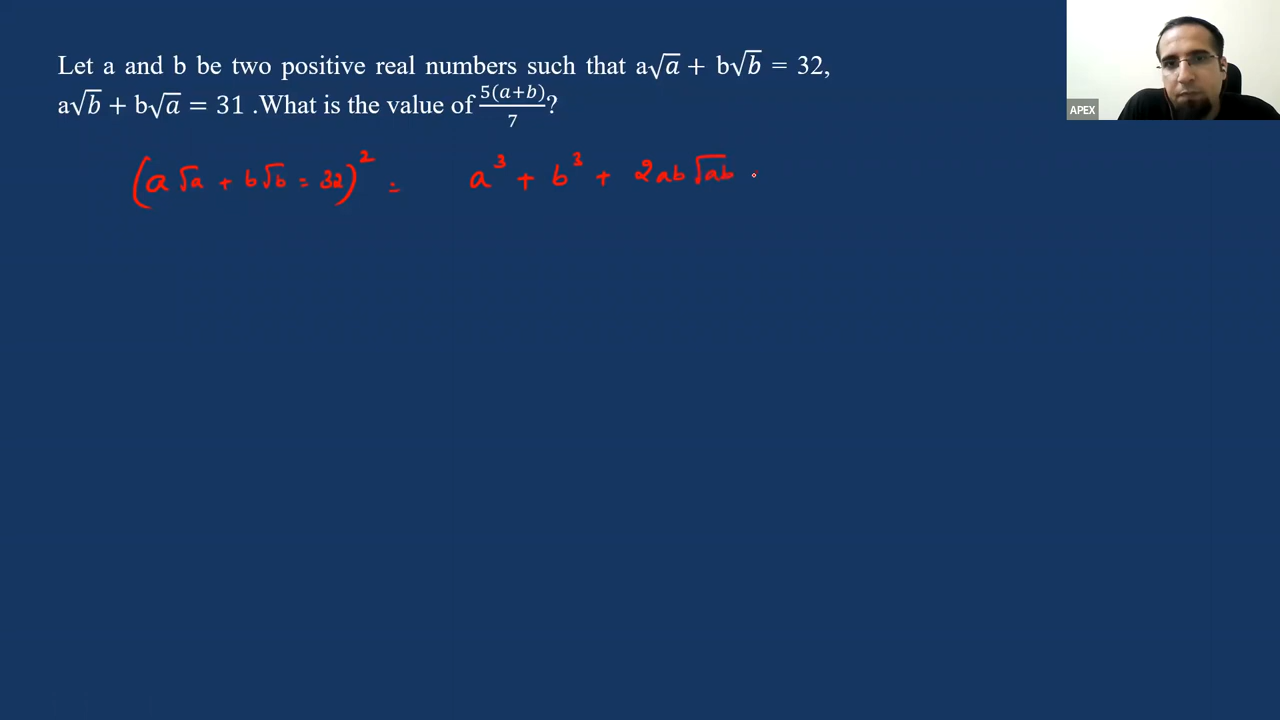 Let a and b be two positive real numbers such that a√a + b√b = 32,
a√b + b√a = 31 .What is the value of 5(a+b)/7?
(a√a + b√b = 32)² = a³ + b³ + 2ab√ab
APEX